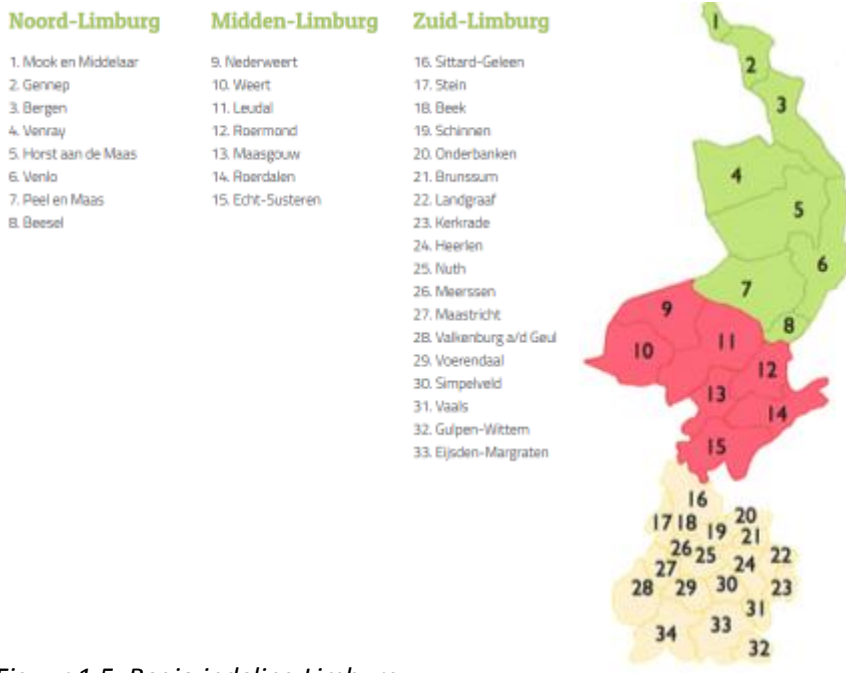 Noord-Limburg
1. Mook en Middelaar
2. Gennep
3. Bergen
4. Venray
5. Horst aan de Maas
6. Venlo
7. Peel en Maas
8. Beesel
Midden-Limburg
9. Nederweert
10. Weert
11. Leudal
12. Roermond
13. Maasgouw
14. Roerdalen
15. Echt-Susteren
Zuid-Limburg
16. Sittard-Geleen
17. Stein
18. Beek
19. Schinnen
20. Onderbanken
21. Brunssum
22. Landgraaf
23. Kerkrade
24. Heerlen
25. Nuth
26. Meerssen
27. Maastricht
28. Valkenburg a/d Geul
29. Voerendaal
30. Simpelveld
31. Vaals
32. Gulpen-Wittem
33. Eijsden-Margraten
1
2
3
4
5
6
7
8
9
10
11
12
13
14
15
16
17 18 19 20
21
26 25 24 22
27
28 29 30 23
31
34 33
32